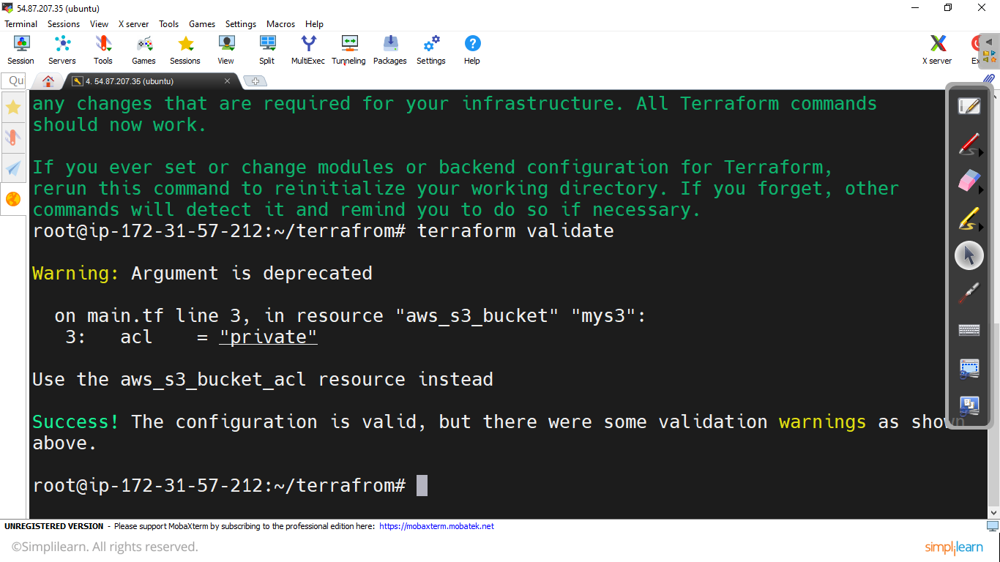 54.87.207.35 (ubuntu)
Terminal Sessions View X server Tools Games Settings Macros Help
Session Servers Tools Games Sessions View Split MultiExec Tunneling Packages Settings Help X server Ex
Qu 4. 54.87.207.35 (ubuntu)
any changes that are required for your infrastructure. All Terraform commands
should now work.
If you ever set or change modules or backend configuration for Terraform,
rerun this command to reinitialize your working directory. If you forget, other
commands will detect it and remind you to do so if necessary.
root@ip-172-31-57-212:~/terrafrom# terraform validate
Warning: Argument is deprecated
on main.tf line 3, in resource "aws_s3_bucket" "mys3":
3: acl = "private"
Use the aws_s3_bucket_acl resource instead
Success! The configuration is valid, but there were some validation warnings as shown
above.
root@ip-172-31-57-212:~/terrafrom#
UNREGISTERED VERSION - Please support MobaXterm by subscribing to the professional edition here: https://mobaxterm.mobatek.net
©Simplilearn. All rights reserved.
simplilearn